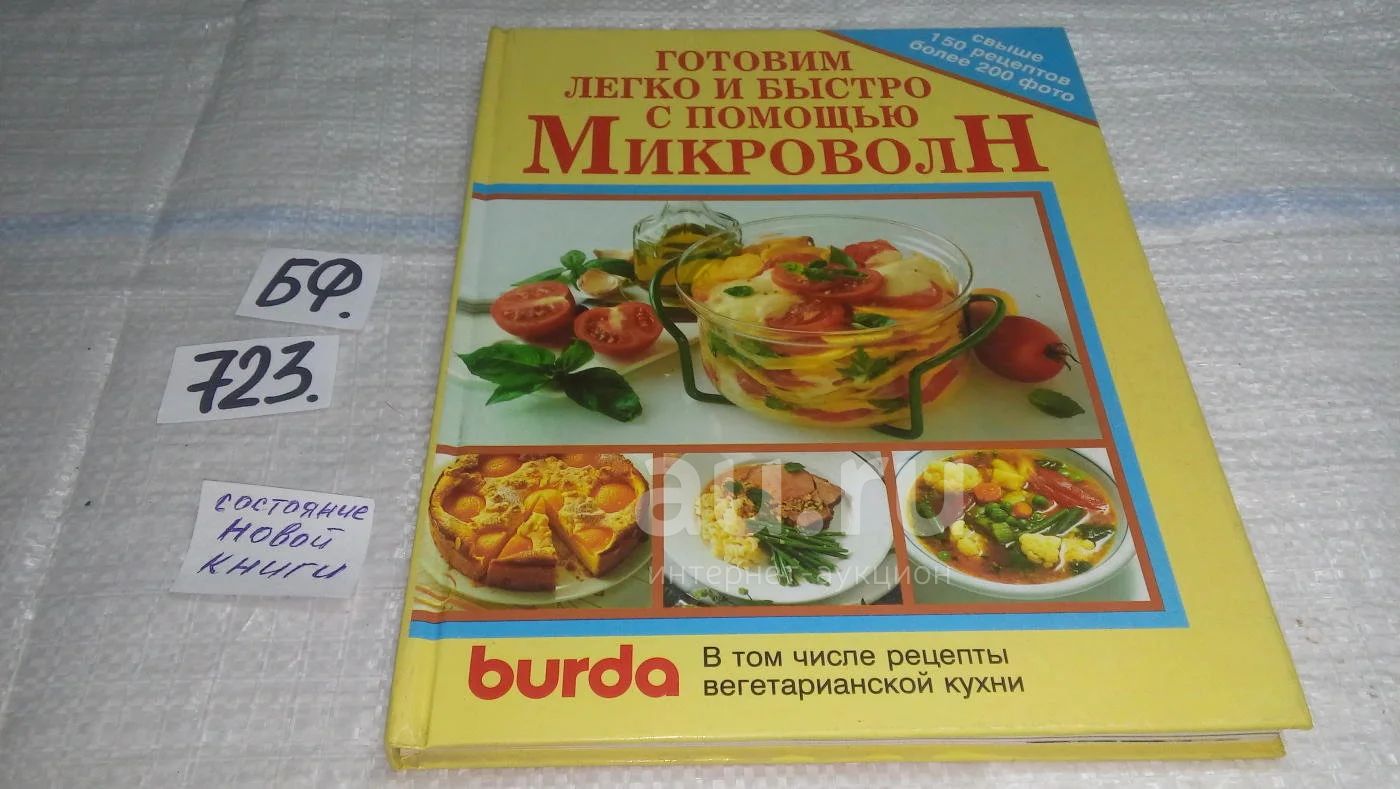 свыше
150 рецептов
более 200 фото
ГОТОВИМ
ЛЕГКО И БЫСТРО
С ПОМОЩЬЮ
МИКРОВОЛН
БФ.
723.
состояние
новой
книги
au.ru
интернет аукцион
burda
В том числе рецепты
вегетарианской кухни